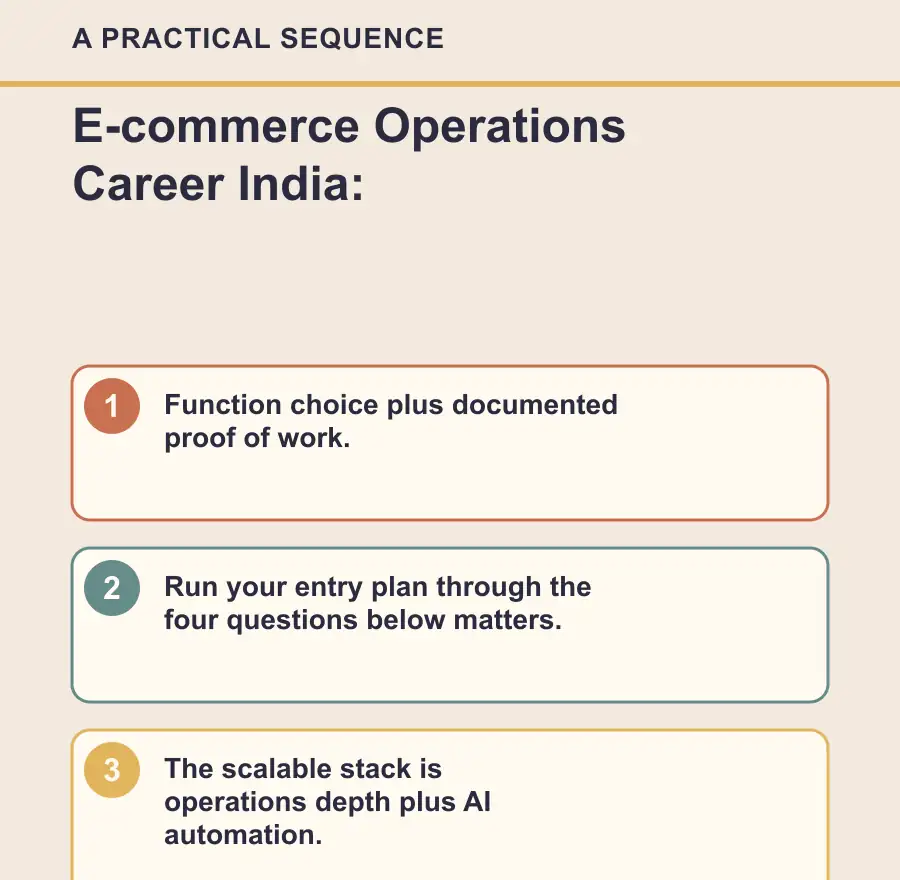 A PRACTICAL SEQUENCE
E-commerce Operations
Career India:
1
Function choice plus documented
proof of work.
2
Run your entry plan through the
four questions below matters.
3
The scalable stack is
operations depth plus AI
automation.